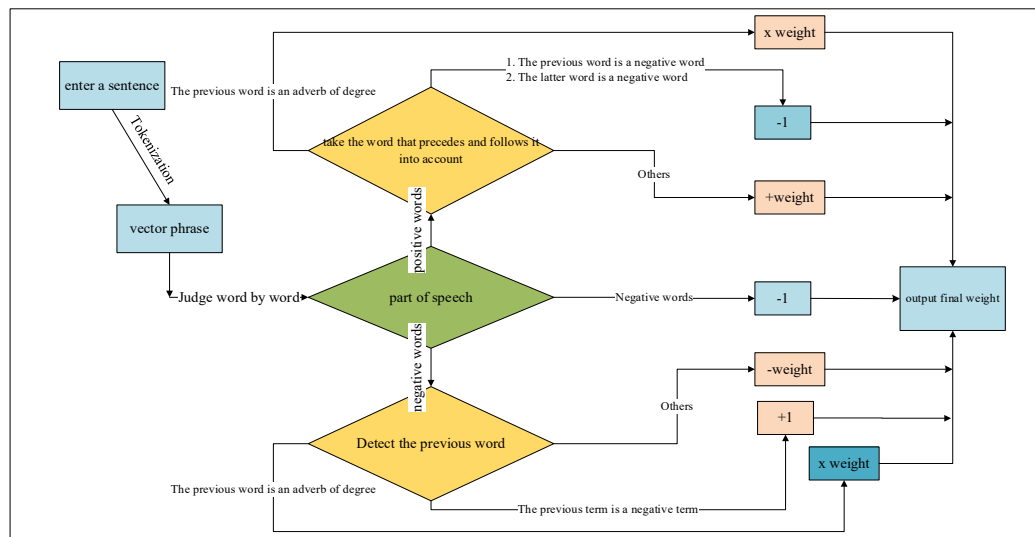 x weight
1. The previous word is a negative word
2. The latter word is a negative word
enter a sentence
The previous word is an adverb of degree
-1
Tokenization
take the word that precedes and follows it
into account
Others
+weight
positive words
vector phrase
Judge word by word
part of speech
Negative words
-1
output final weight
negative words
-weight
Others
+1
Detect the previous word
x weight
The previous word is an adverb of degree
The previous term is a negative term